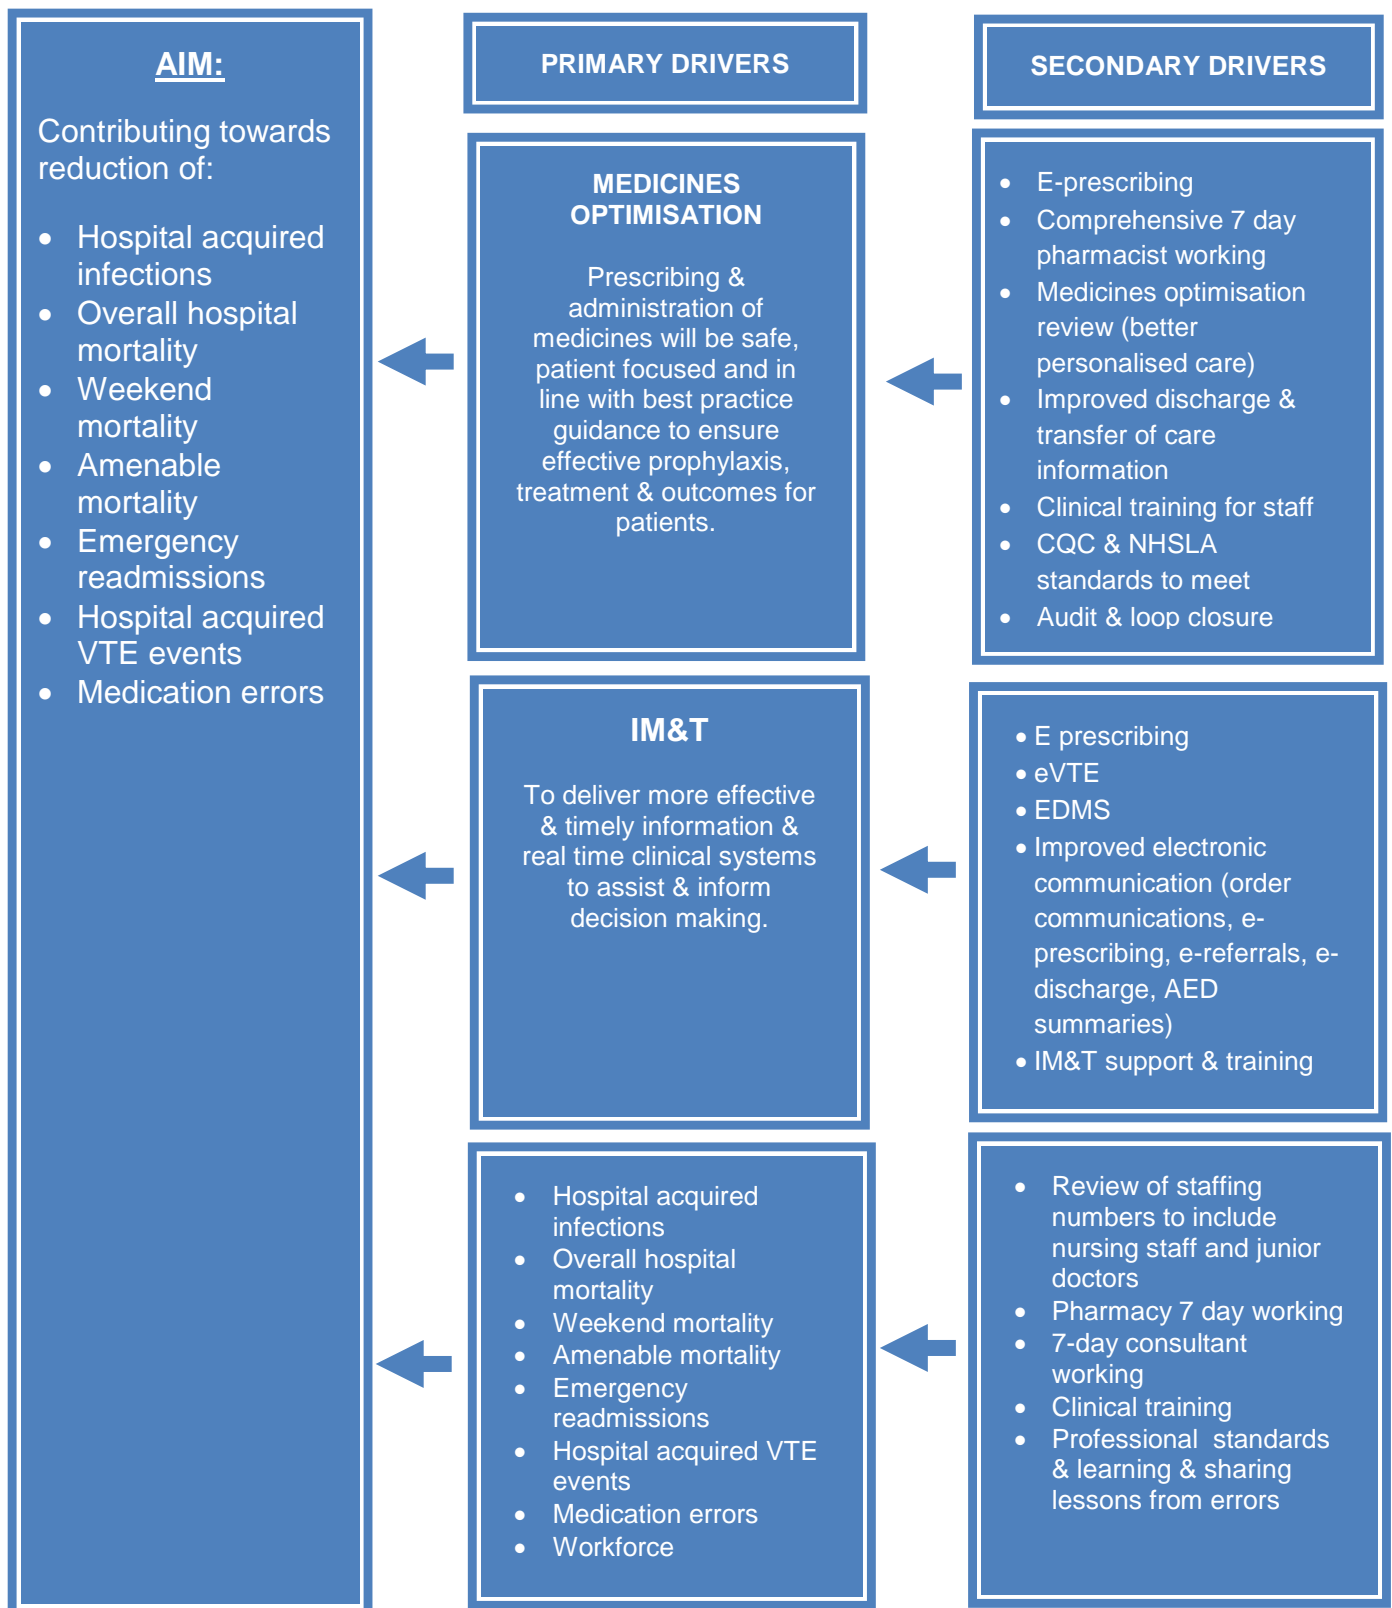 AIM:
Contributing towards
reduction of:
• Hospital acquired
infections
• Overall hospital
mortality
• Weekend
mortality
• Amenable
mortality
• Emergency
readmissions
• Hospital acquired
VTE events
• Medication errors
PRIMARY DRIVERS
MEDICINES
OPTIMISATION
Prescribing &
administration of
medicines will be safe,
patient focused and in
line with best practice
guidance to ensure
effective prophylaxis,
treatment & outcomes for
patients.
IM&T
To deliver more effective
& timely information &
real time clinical systems
to assist & inform
decision making.
• Hospital acquired
infections
• Overall hospital
mortality
• Weekend mortality
• Amenable mortality
• Emergency
readmissions
• Hospital acquired VTE
events
• Medication errors
• Workforce
SECONDARY DRIVERS
• E-prescribing
• Comprehensive 7 day
pharmacist working
• Medicines optimisation
review (better
personalised care)
• Improved discharge &
transfer of care
information
• Clinical training for staff
• CQC & NHSLA
standards to meet
• Audit & loop closure
• E prescribing
• eVTE
• EDMS
• Improved electronic
communication (order
communications, e-
prescribing, e-referrals, e-
discharge, AED
summaries)
• IM&T support & training
• Review of staffing
numbers to include
nursing staff and junior
doctors
• Pharmacy 7 day working
• 7-day consultant
working
• Clinical training
• Professional  standards
& learning & sharing
lessons from errors